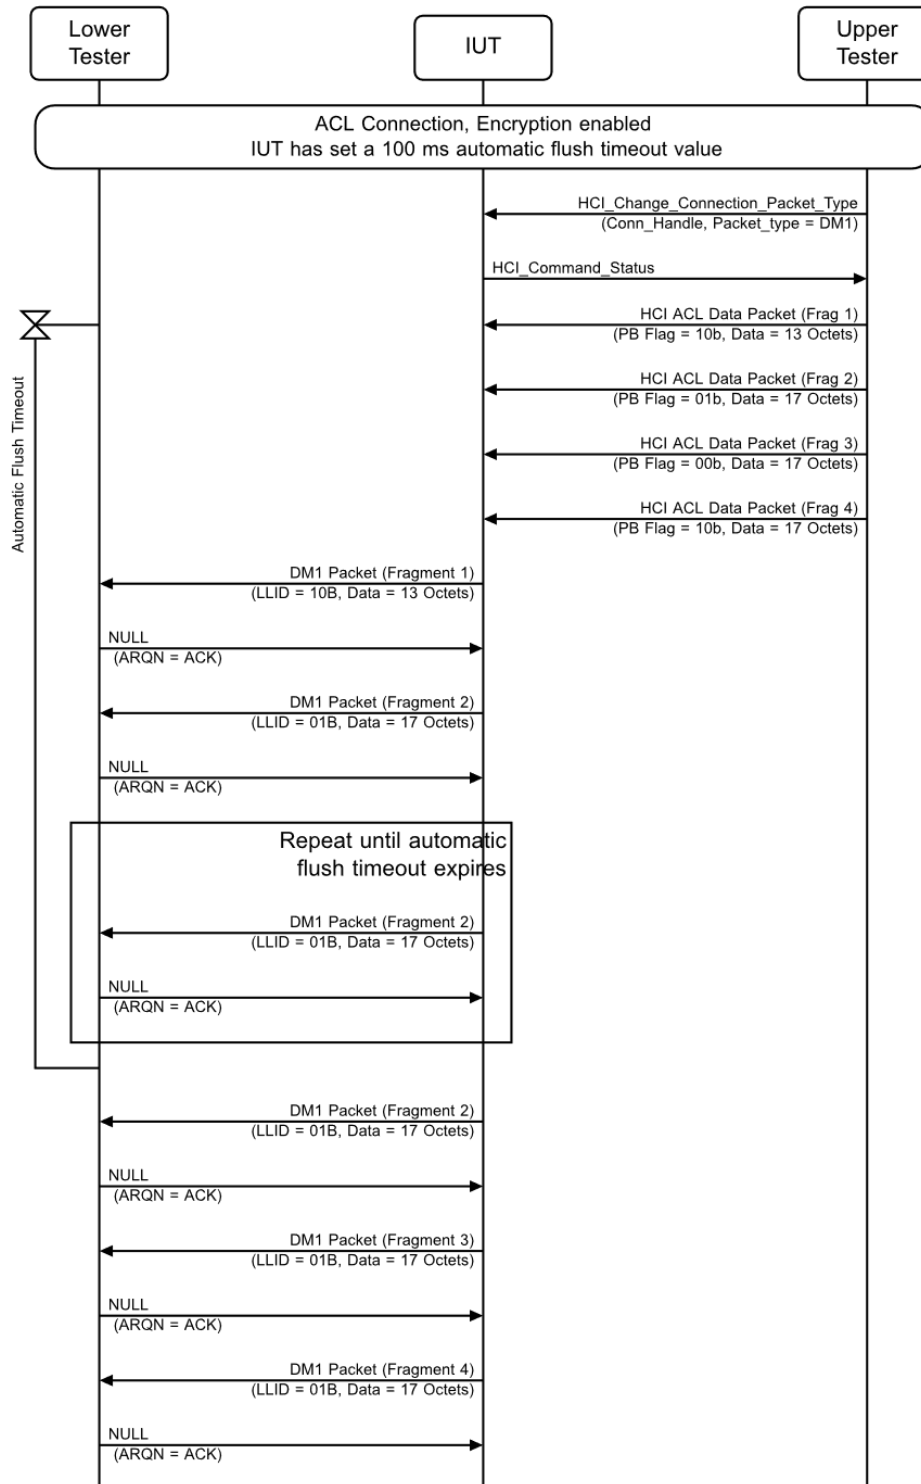 Lower
Tester
IUT
Upper
Tester
ACL Connection, Encryption enabled
IUT has set a 100 ms automatic flush timeout value
HCI_Change_Connection_Packet_Type
(Conn_Handle, Packet_type = DM1)
HCI_Command_Status
Automatic Flush Timeout
HCI ACL Data Packet (Frag 1)
(PB Flag = 10b, Data = 13 Octets)
HCI ACL Data Packet (Frag 2)
(PB Flag = 01b, Data = 17 Octets)
HCI ACL Data Packet (Frag 3)
(PB Flag = 00b, Data = 17 Octets)
HCI ACL Data Packet (Frag 4)
(PB Flag = 10b, Data = 17 Octets)
DM1 Packet (Fragment 1)
(LLID = 10B, Data = 13 Octets)
NULL
(ARQN = ACK)
DM1 Packet (Fragment 2)
(LLID = 01B, Data = 17 Octets)
NULL
(ARQN = ACK)
Repeat until automatic
flush timeout expires
DM1 Packet (Fragment 2)
(LLID = 01B, Data = 17 Octets)
NULL
(ARQN = ACK)
DM1 Packet (Fragment 2)
(LLID = 01B, Data = 17 Octets)
NULL
(ARQN = ACK)
DM1 Packet (Fragment 3)
(LLID = 01B, Data = 17 Octets)
NULL
(ARQN = ACK)
DM1 Packet (Fragment 4)
(LLID = 01B, Data = 17 Octets)
NULL
(ARQN = ACK)